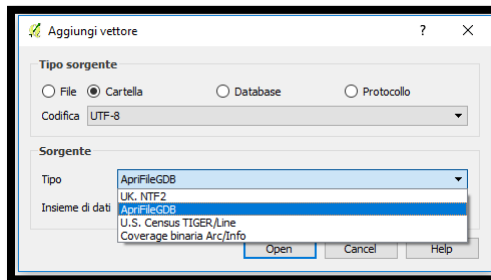 Aggiungi vettore ? X
Tipo sorgente
File Cartella Database Protocollo
Codifica UTF-8
Sorgente
Tipo ApriFileGDB
UK. NTF2
ApriFileGDB
Insieme di dati
U.S. Census TIGER/Line
Coverage binaria Arc/Info
Open Cancel Help